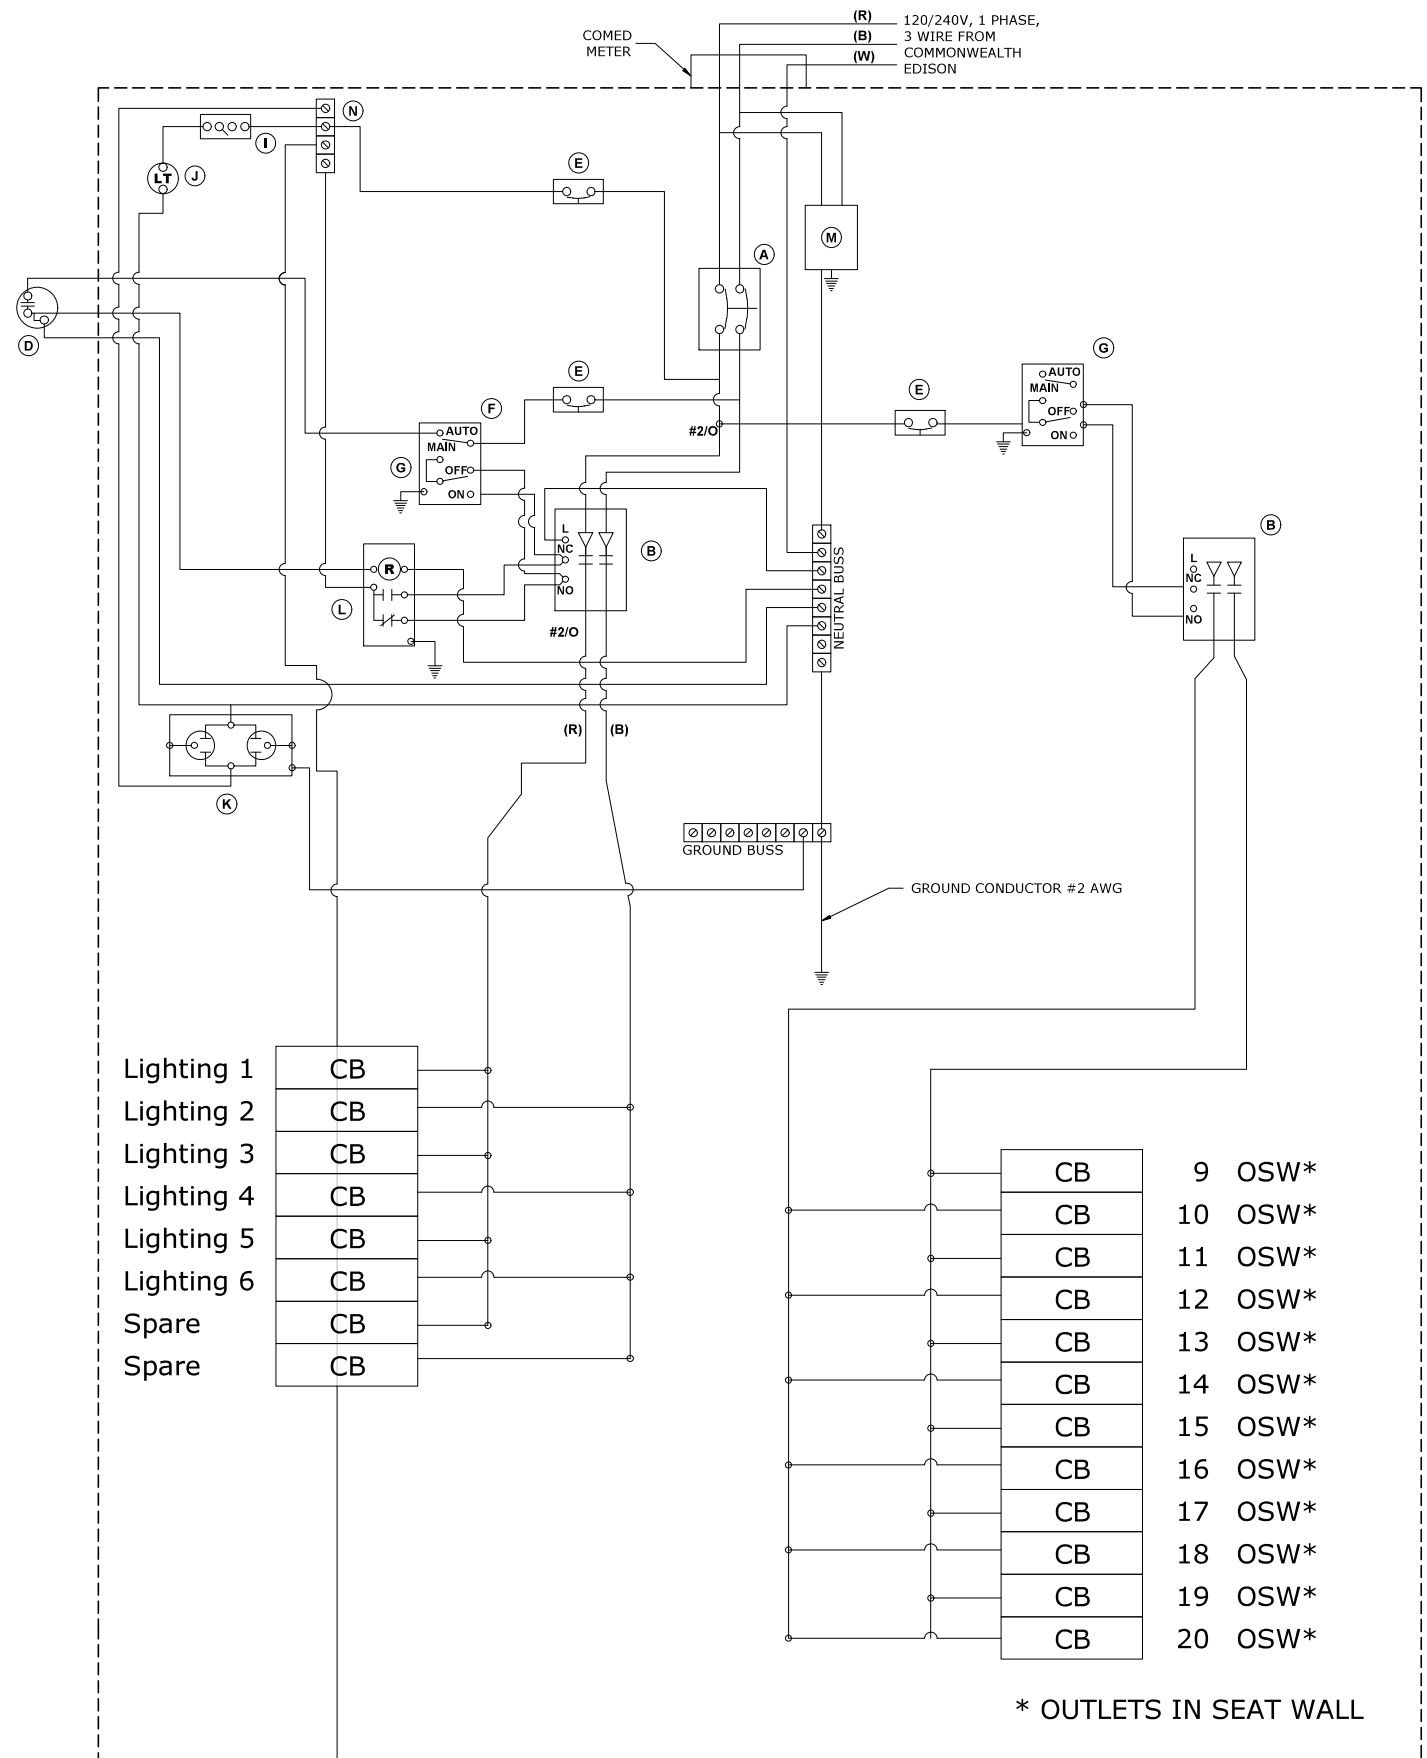 COMED
METER
(R)
(B)
(W)
120/240V, 1 PHASE,
3 WIRE FROM
COMMONWEALTH
EDISON
N
I
LT
J
E
M
A
D
E
E
G
AUTO
MAIN
OFF
ON
F
AUTO
MAIN
OFF
ON
G
#2/O
L
NC
NO
B
#2/O
R
L
NEUTRAL BUSS
B
L
NC
NO
(R)
(B)
K
GROUND BUSS
GROUND CONDUCTOR #2 AWG
Lighting 1 CB
Lighting 2 CB
Lighting 3 CB
Lighting 4 CB
Lighting 5 CB
Lighting 6 CB
Spare CB
Spare CB
CB 9 OSW*
CB 10 OSW*
CB 11 OSW*
CB 12 OSW*
CB 13 OSW*
CB 14 OSW*
CB 15 OSW*
CB 16 OSW*
CB 17 OSW*
CB 18 OSW*
CB 19 OSW*
CB 20 OSW*
* OUTLETS IN SEAT WALL